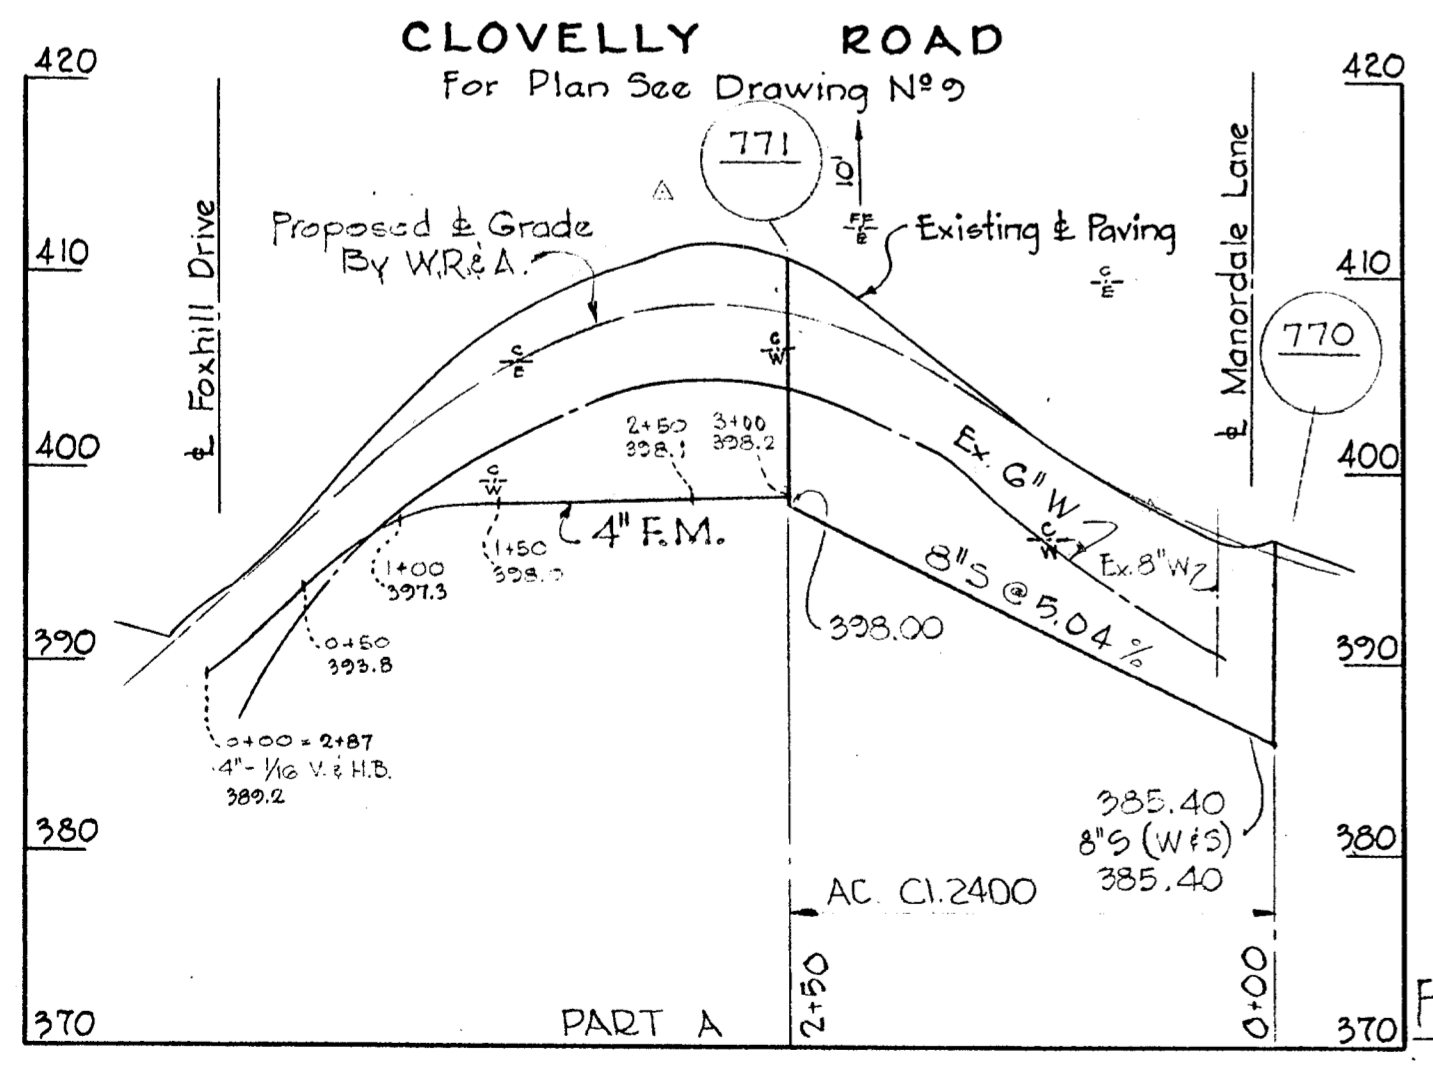 CLOVELLY ROAD
For Plan See Drawing Nº 9
420
420
771
10'
FF
E
Proposed ℄ Grade
By W.R.& A.
Existing ℄ Paving
C
E
℄ Foxhill Drive
℄ Manordale Lane
410
410
770
C
E
C
W
400
400
2+50
398.1
3+00
398.2
Ex. 6" W
C
W
4" F.M.
1+50
398.
1+00
397.3
C
W
Ex. 8" W
8" S @ 5.04 %
398.00
390
390
0+50
393.8
0+00 = 2+87
4"- 1/16 V. & H.B.
389.2
380
380
385.40
8" S (W & S)
385.40
AC. Cl. 2400
2+50
0+00
370
370
PART A